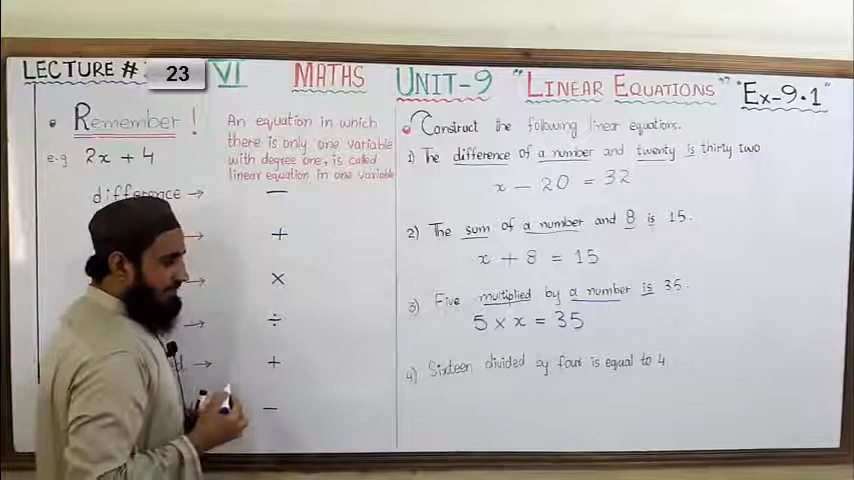 LECTURE # 23 VI MATHS UNIT-9 "LINEAR EQUATIONS" "Ex-9.1"
• Remember!
e.g 2x + 4
difference → −
→ +
→ ×
→ ÷
→ +
−
An equation in which
there is only one variable
with degree one, is called
linear equation in one variable
• Construct the following linear equations.
1) The difference of a number and twenty is thirty two
x − 20 = 32
2) The sum of a number and 8 is 15.
x + 8 = 15
3) Five multiplied by a number is 35.
5 × x = 35
4) Sixteen divided by four is equal to 4